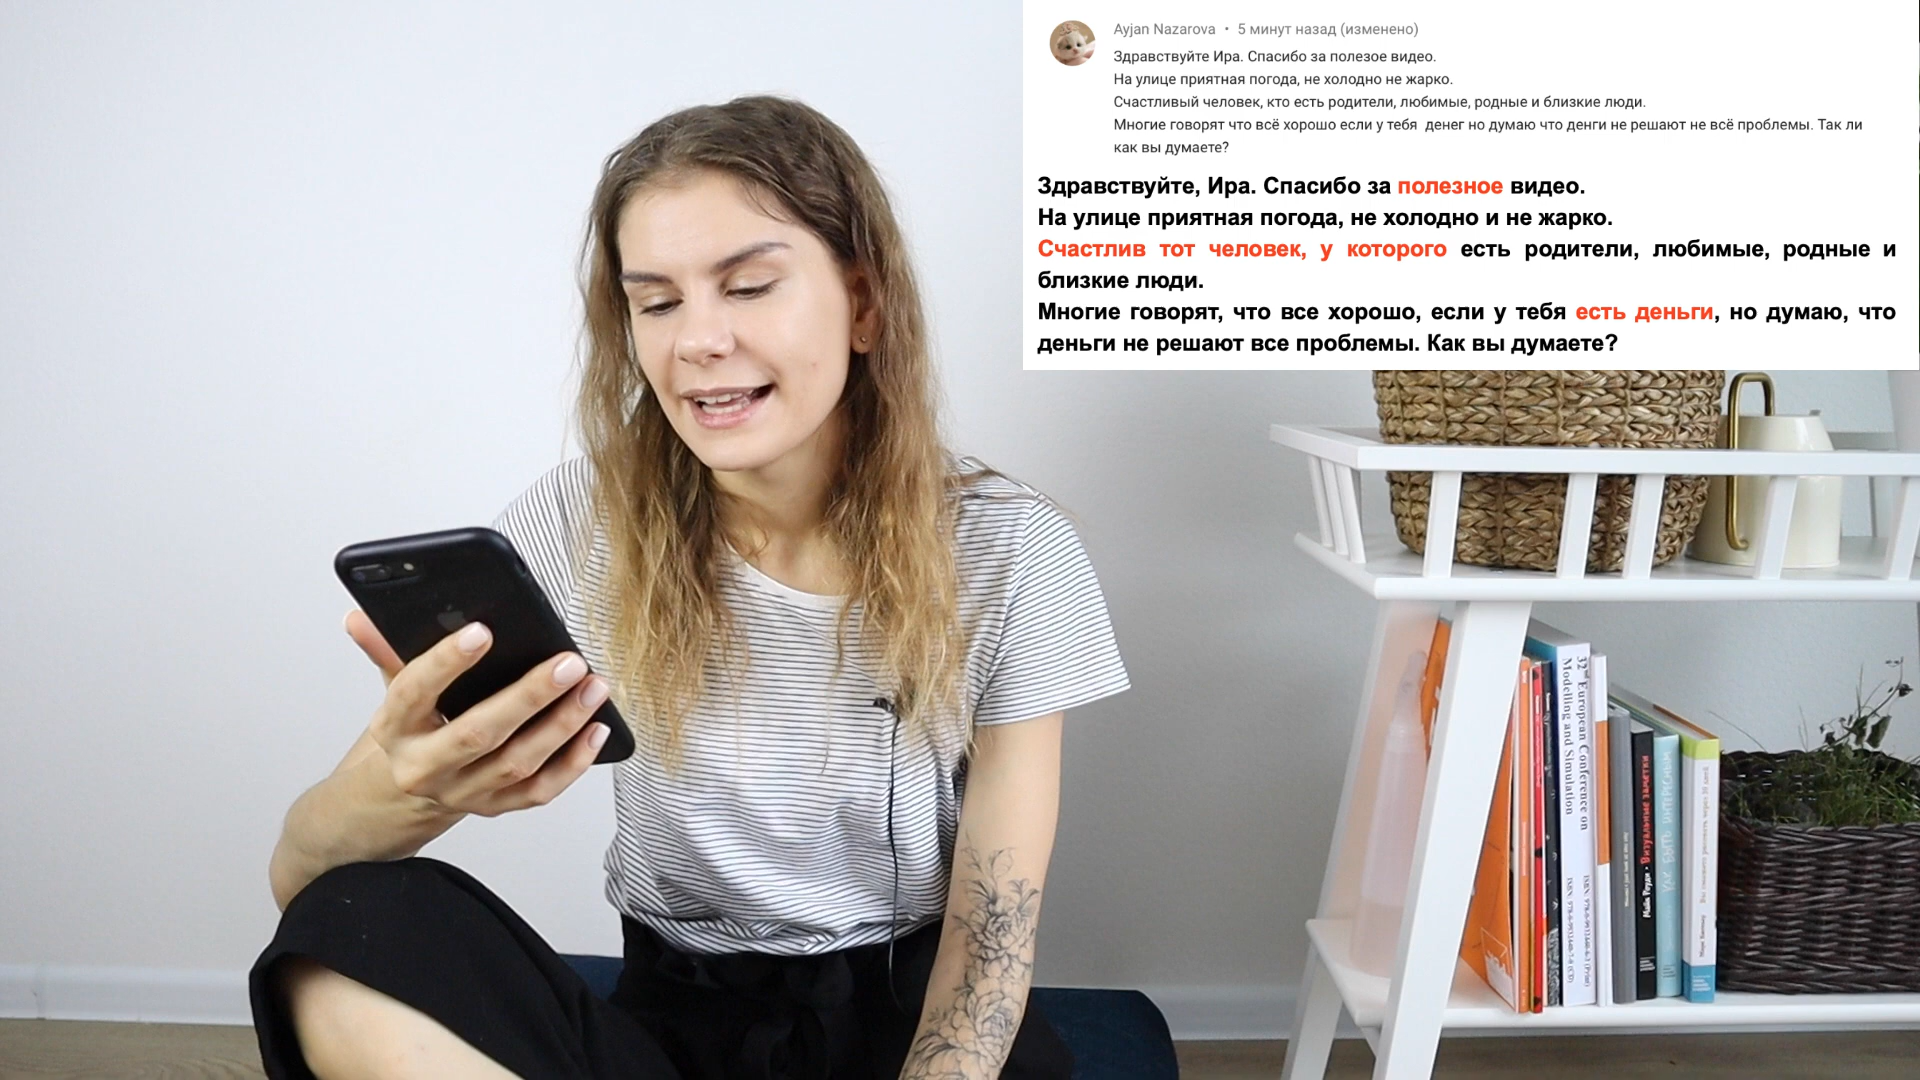 Ayjan Nazarova • 5 минут назад (изменено)
Здравствуйте Ира. Спасибо за полезое видео.
На улице приятная погода, не холодно не жарко.
Счастливый человек, кто есть родители, любимые, родные и близкие люди.
Многие говорят что всё хорошо если у тебя денег но думаю что денги не решают не всё проблемы. Так ли
как вы думаете?
Здравствуйте, Ира. Спасибо за полезное видео.
На улице приятная погода, не холодно и не жарко.
Счастлив тот человек, у которого есть родители, любимые, родные и
близкие люди.
Многие говорят, что все хорошо, если у тебя есть деньги, но думаю, что
деньги не решают все проблемы. Как вы думаете?
32nd European Conference on
Modelling and Simulation
Майк Роуди • Визуальные заметки
КАК БЫТЬ ИНТЕРЕСНЫМ